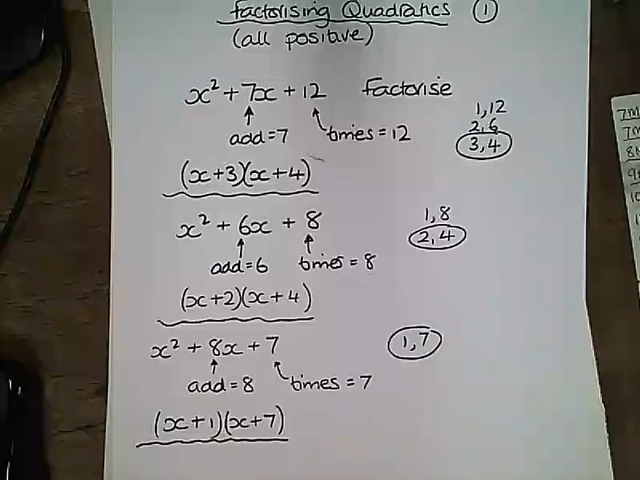 Factorising Quadratics ①
(all positive)
x² + 7x + 12 Factorise
1, 12
2, 6
3, 4
add = 7 times = 12
(x + 3)(x + 4)
x² + 6x + 8
1, 8
2, 4
add = 6 times = 8
(x + 2)(x + 4)
x² + 8x + 7
1, 7
add = 8 times = 7
(x + 1)(x + 7)
7M